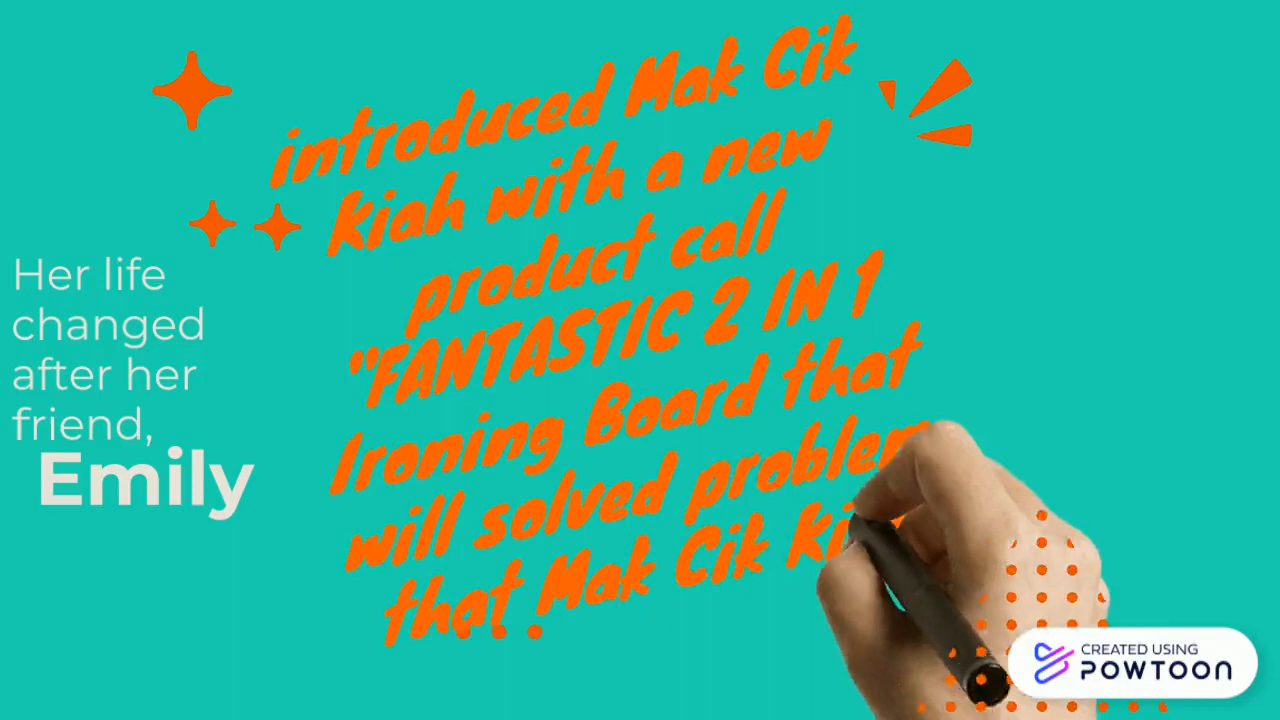 Her life
changed
after her
friend,
Emily
introduced Mak Cik
Kiah with a new
product call
"FANTASTIC 2 IN 1
Ironing Board that
will solved problem
that Mak Cik
CREATED USING
POWTOON